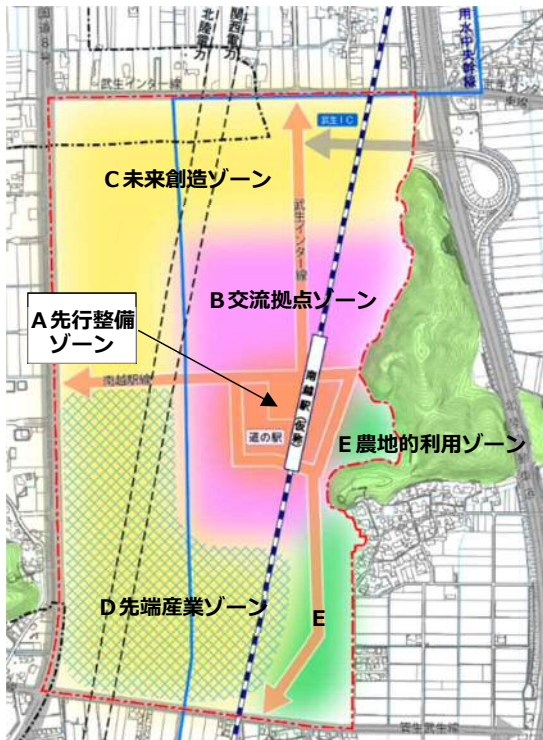 国道8号
北陸電力
関西電力
用水中央幹線
武生インター線
武生IC
C未来創造ゾーン
武生インター線
B交流拠点ゾーン
A先行整備
ゾーン
南越駅線
南越駅（仮称）
道の駅
E農地的利用ゾーン
D先端産業ゾーン
E
菅生武生線